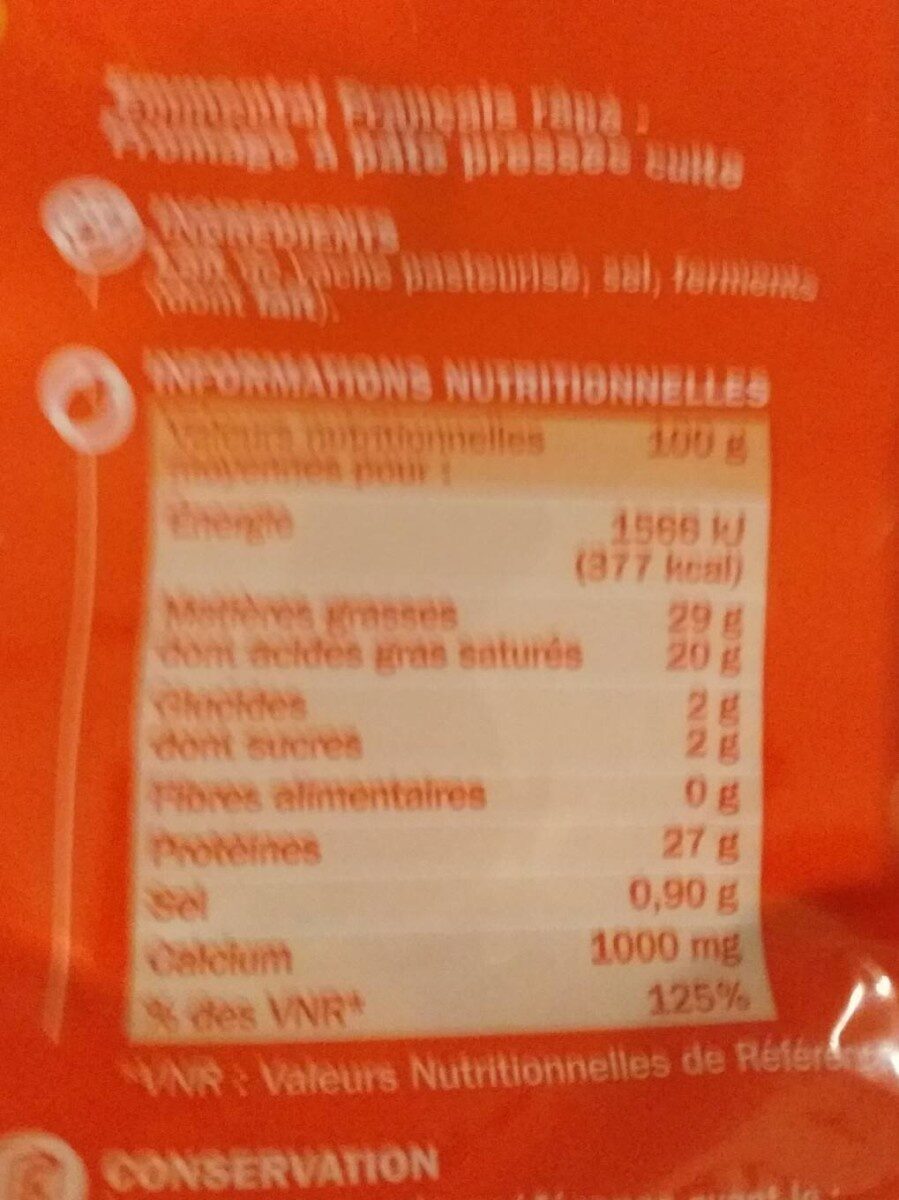 Emmental Français râpé :
Fromage à pâte pressée cuite
INGRÉDIENTS
Lait de vache pasteurisé, sel, ferments
(dont lait).
INFORMATIONS NUTRITIONNELLES
Valeurs nutritionnelles 100 g
moyennes pour :
Énergie 1566 kJ
(377 kcal)
Matières grasses 29 g
dont acides gras saturés 20 g
Glucides 2 g
dont sucres 2 g
Fibres alimentaires 0 g
Protéines 27 g
Sel 0,90 g
Calcium 1000 mg
% des VNR* 125%
*VNR : Valeurs Nutritionnelles de
CONSERVATION